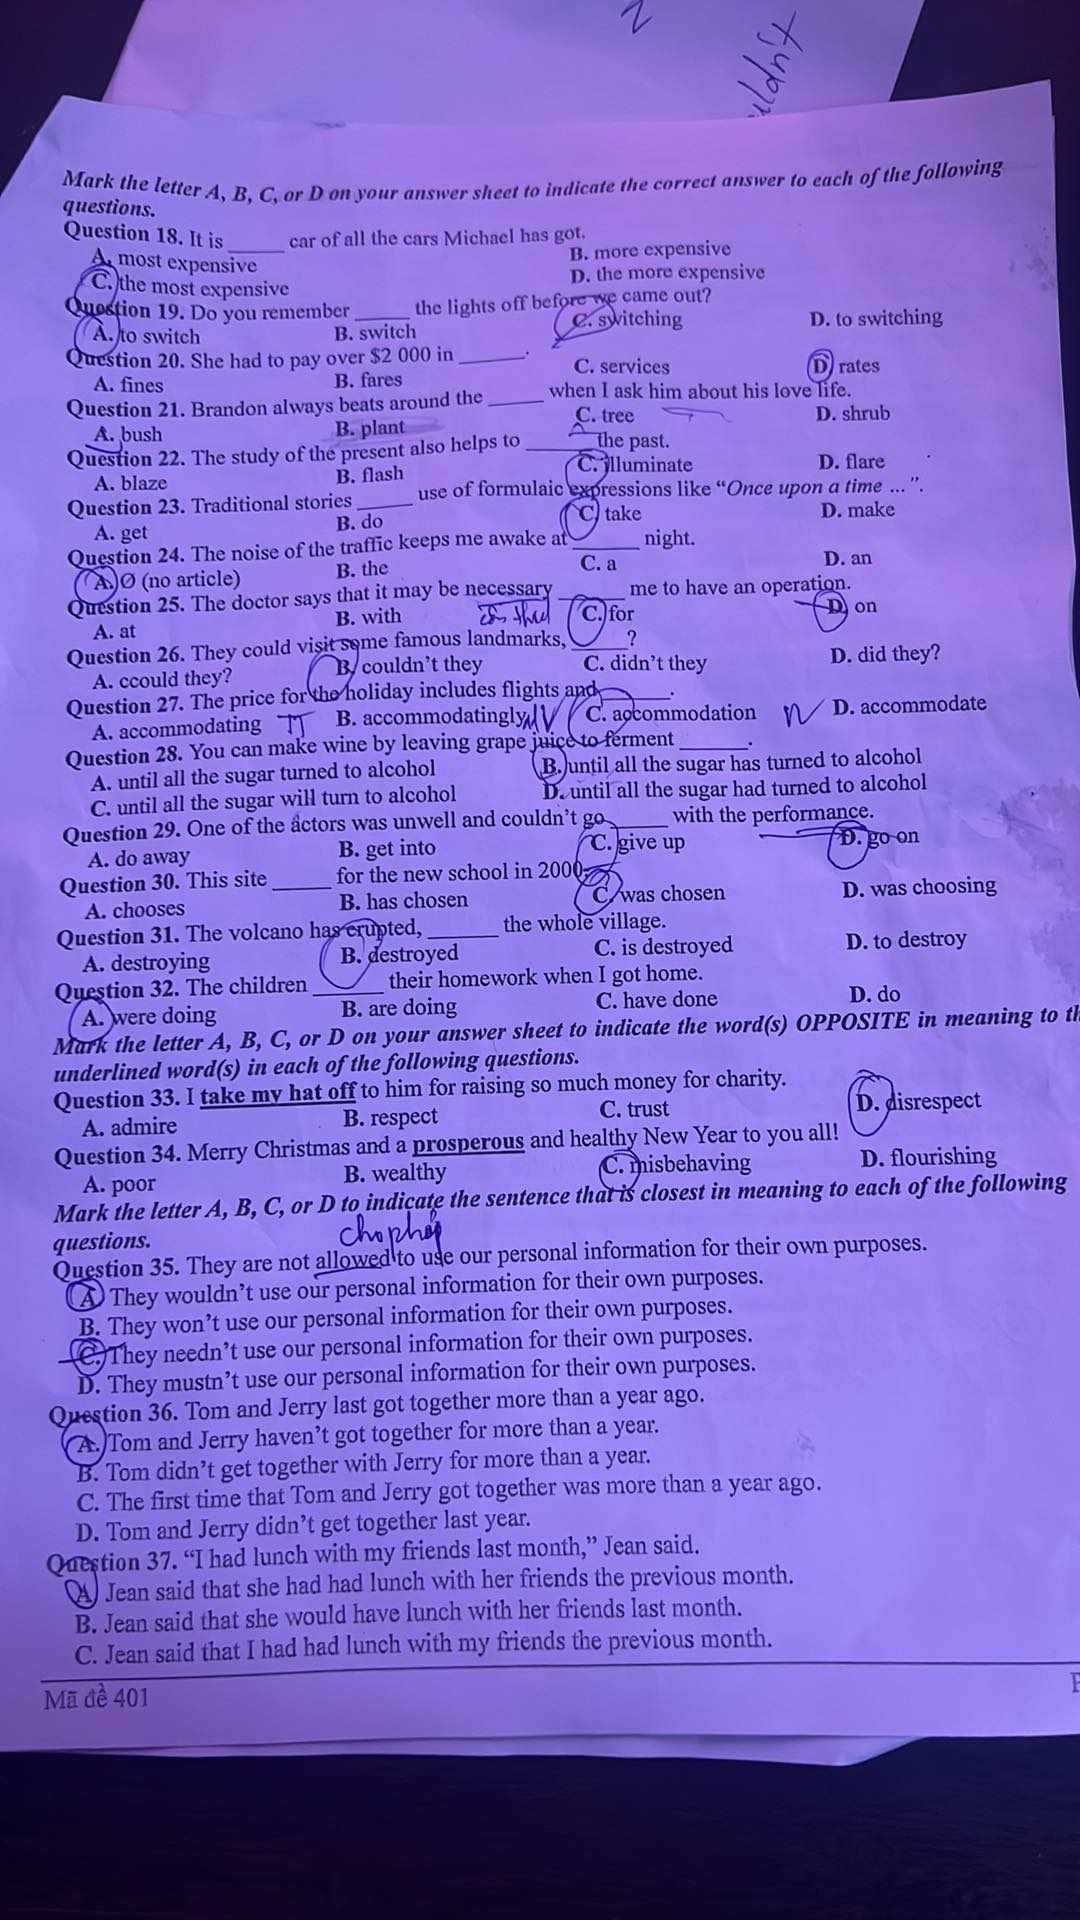 uldn't
Mark the letter A, B, C, or D on your answer sheet to indicate the correct answer to each of the following
questions.
Question 18. It is ______ car of all the cars Michael has got.
A. most expensive B. more expensive
C. the most expensive D. the more expensive
Question 19. Do you remember ______ the lights off before we came out?
A. to switch B. switch C. switching D. to switching
Question 20. She had to pay over $2 000 in ______.
A. fines B. fares C. services D. rates
Question 21. Brandon always beats around the ______ when I ask him about his love life.
A. bush B. plant C. tree D. shrub
Question 22. The study of the present also helps to ______ the past.
A. blaze B. flash C. illuminate D. flare
Question 23. Traditional stories ______ use of formulaic expressions like “Once upon a time ... ”.
A. get B. do C. take D. make
Question 24. The noise of the traffic keeps me awake at ______ night.
A. Ø (no article) B. the C. a D. an
Question 25. The doctor says that it may be necessary ______ me to have an operation.
A. at B. with C. for D. on
Question 26. They could visit some famous landmarks, ______?
A. ccould they? B. couldn’t they C. didn’t they D. did they?
Question 27. The price for the holiday includes flights and ______.
A. accommodating TT B. accommodatingly C. accommodation N D. accommodate
Question 28. You can make wine by leaving grape juice to ferment ______.
A. until all the sugar turned to alcohol B. until all the sugar has turned to alcohol
C. until all the sugar will turn to alcohol D. until all the sugar had turned to alcohol
Question 29. One of the actors was unwell and couldn’t go ______ with the performance.
A. do away B. get into C. give up D. go on
Question 30. This site ______ for the new school in 2000.
A. chooses B. has chosen C. was chosen D. was choosing
Question 31. The volcano has erupted, ______ the whole village.
A. destroying B. destroyed C. is destroyed D. to destroy
Question 32. The children ______ their homework when I got home.
A. were doing B. are doing C. have done D. do
Mark the letter A, B, C, or D on your answer sheet to indicate the word(s) OPPOSITE in meaning to th
underlined word(s) in each of the following questions.
Question 33. I take my hat off to him for raising so much money for charity.
A. admire B. respect C. trust D. disrespect
Question 34. Merry Christmas and a prosperous and healthy New Year to you all!
A. poor B. wealthy C. misbehaving D. flourishing
Mark the letter A, B, C, or D to indicate the sentence that is closest in meaning to each of the following
questions.
cho phép
Question 35. They are not allowed to use our personal information for their own purposes.
A. They wouldn’t use our personal information for their own purposes.
B. They won’t use our personal information for their own purposes.
C. They needn’t use our personal information for their own purposes.
D. They mustn’t use our personal information for their own purposes.
Question 36. Tom and Jerry last got together more than a year ago.
A. Tom and Jerry haven’t got together for more than a year.
B. Tom didn’t get together with Jerry for more than a year.
C. The first time that Tom and Jerry got together was more than a year ago.
D. Tom and Jerry didn’t get together last year.
Question 37. “I had lunch with my friends last month,” Jean said.
A. Jean said that she had had lunch with her friends the previous month.
B. Jean said that she would have lunch with her friends last month.
C. Jean said that I had had lunch with my friends the previous month.
Mã đề 401